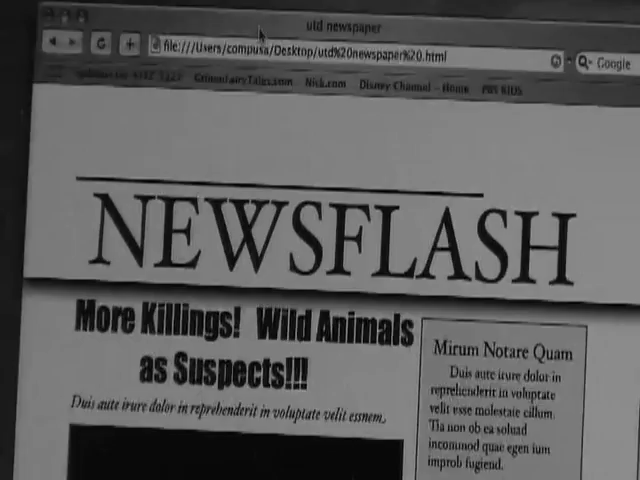 utd newspaper
file:///Users/compusa/Desktop/utd%20newspaper%20.html
Google
GrimmFairyTales.com Nick.com Disney Channel - Home PBS KIDS
NEWSFLASH
More Killings! Wild Animals
as Suspects!!!
Duis aute irure dolor in reprehenderit in voluptate velit essnem.
Mirum Notare Quam
Duis aute irure dolor in
reprehenderit in voluptate
velit esse molestaie cillum.
Tia non ob ea soluad
incommod quae egen ium
improb fugiend.